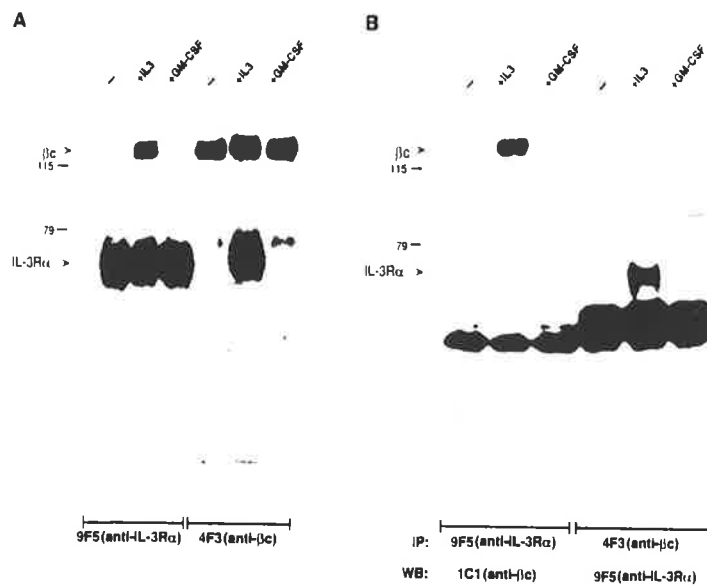 A
– +IL3 +GM-CSF – +IL3 +GM-CSF
βc
115
79
IL-3Rα
9F5(anti-IL-3Rα) 4F3(anti-βc)
B
– +IL3 +GM-CSF – +IL3 +GM-CSF
βc
115
79
IL-3Rα
IP: 9F5(anti-IL-3Rα) 4F3(anti-βc)
WB: 1C1(anti-βc) 9F5(anti-IL-3Rα)